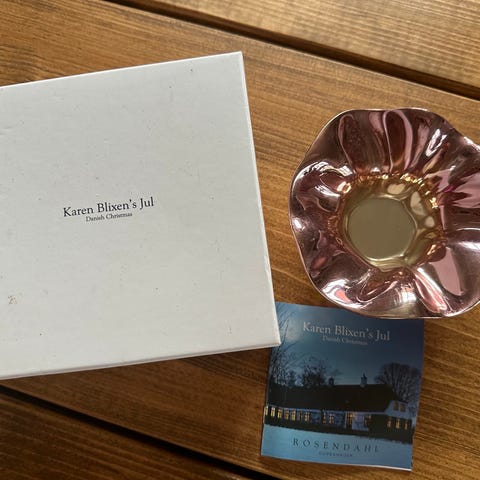 Karen Blixen's Jul
Danish Christmas
Karen Blixen's Jul
Danish Christmas
ROSENDAHL
COPENHAGEN